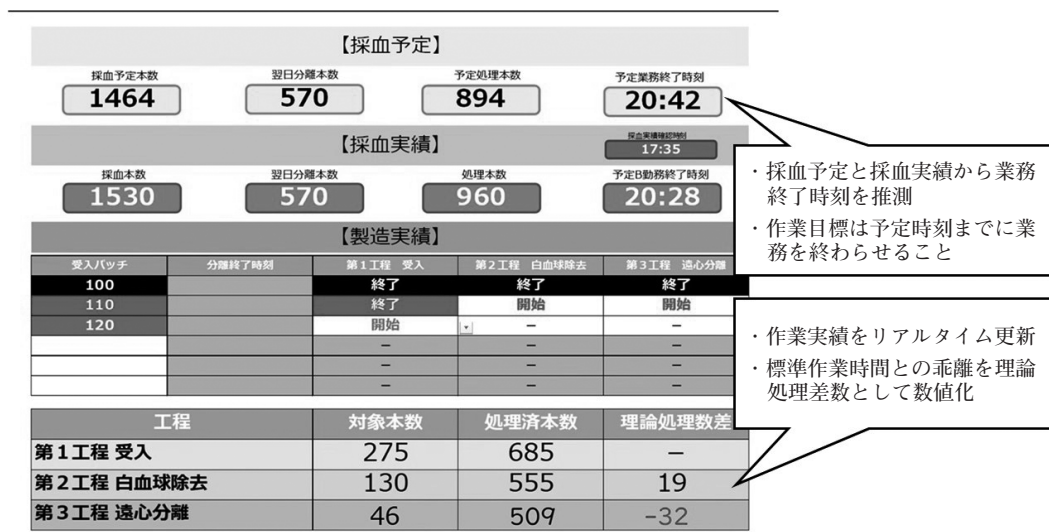 【採血予定】
採血予定本数 翌日分離本数 予定処理本数 予定業務終了時刻
1464 570 894 20:42
【採血実績】
採血実績確認時刻
17:35
採血本数 翌日分離本数 処理本数 予定B勤務終了時刻
1530 570 960 20:28
・採血予定と採血実績から業務
終了時刻を推測
・作業目標は予定時刻までに業
務を終わらせること
【製造実績】
受入バッチ 分離終了時刻 第1工程 受入 第2工程 白血球除去 第3工程 遠心分離
100 終了 終了 終了
110 終了 開始 開始
120 開始 − −
− − −
− − −
− − −
・作業実績をリアルタイム更新
・標準作業時間との乖離を理論
処理差数として数値化
工程 対象本数 処理済本数 理論処理数差
第1工程 受入 275 685 −
第2工程 白血球除去 130 555 19
第3工程 遠心分離 46 509 -32